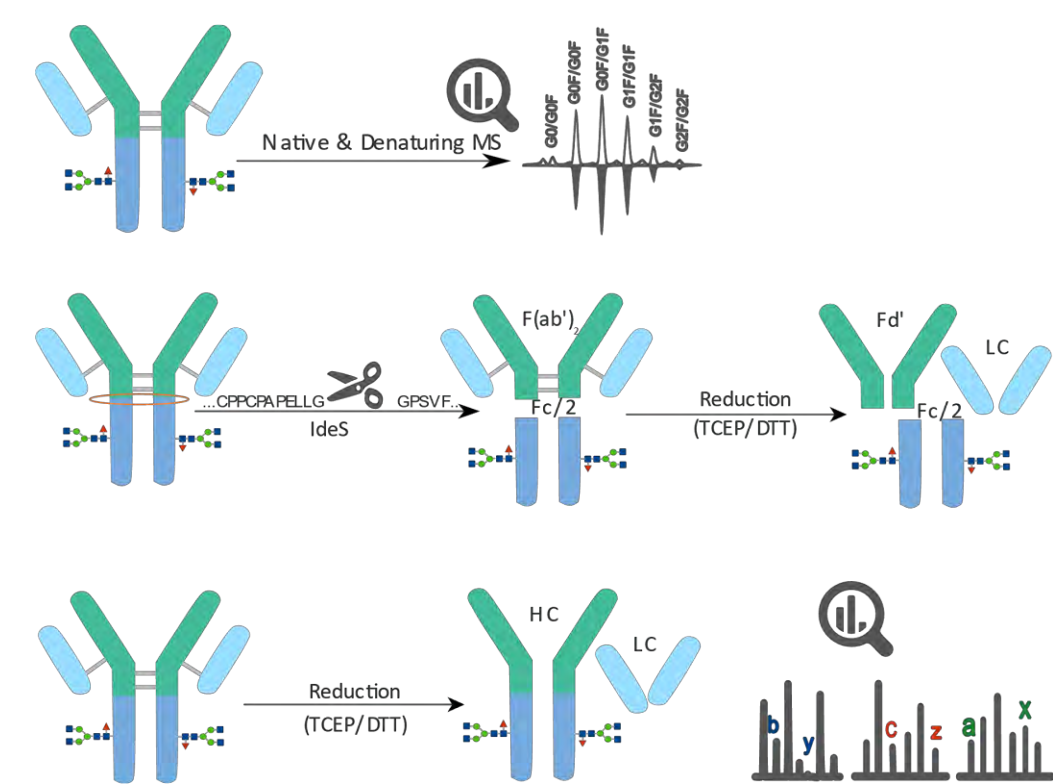 Native & Denaturing MS
G0/G0F
G0F/G0F
G0F/G1F
G1F/G1F
G1F/G2F
G2F/G2F
...CPPCPAPELLG
GPSVF..
IdeS
F(ab')2
Fc/2
Reduction
(TCEP/DTT)
Fd'
LC
Fc/2
Reduction
(TCEP/DTT)
HC
LC
b
y
c
z
a
x